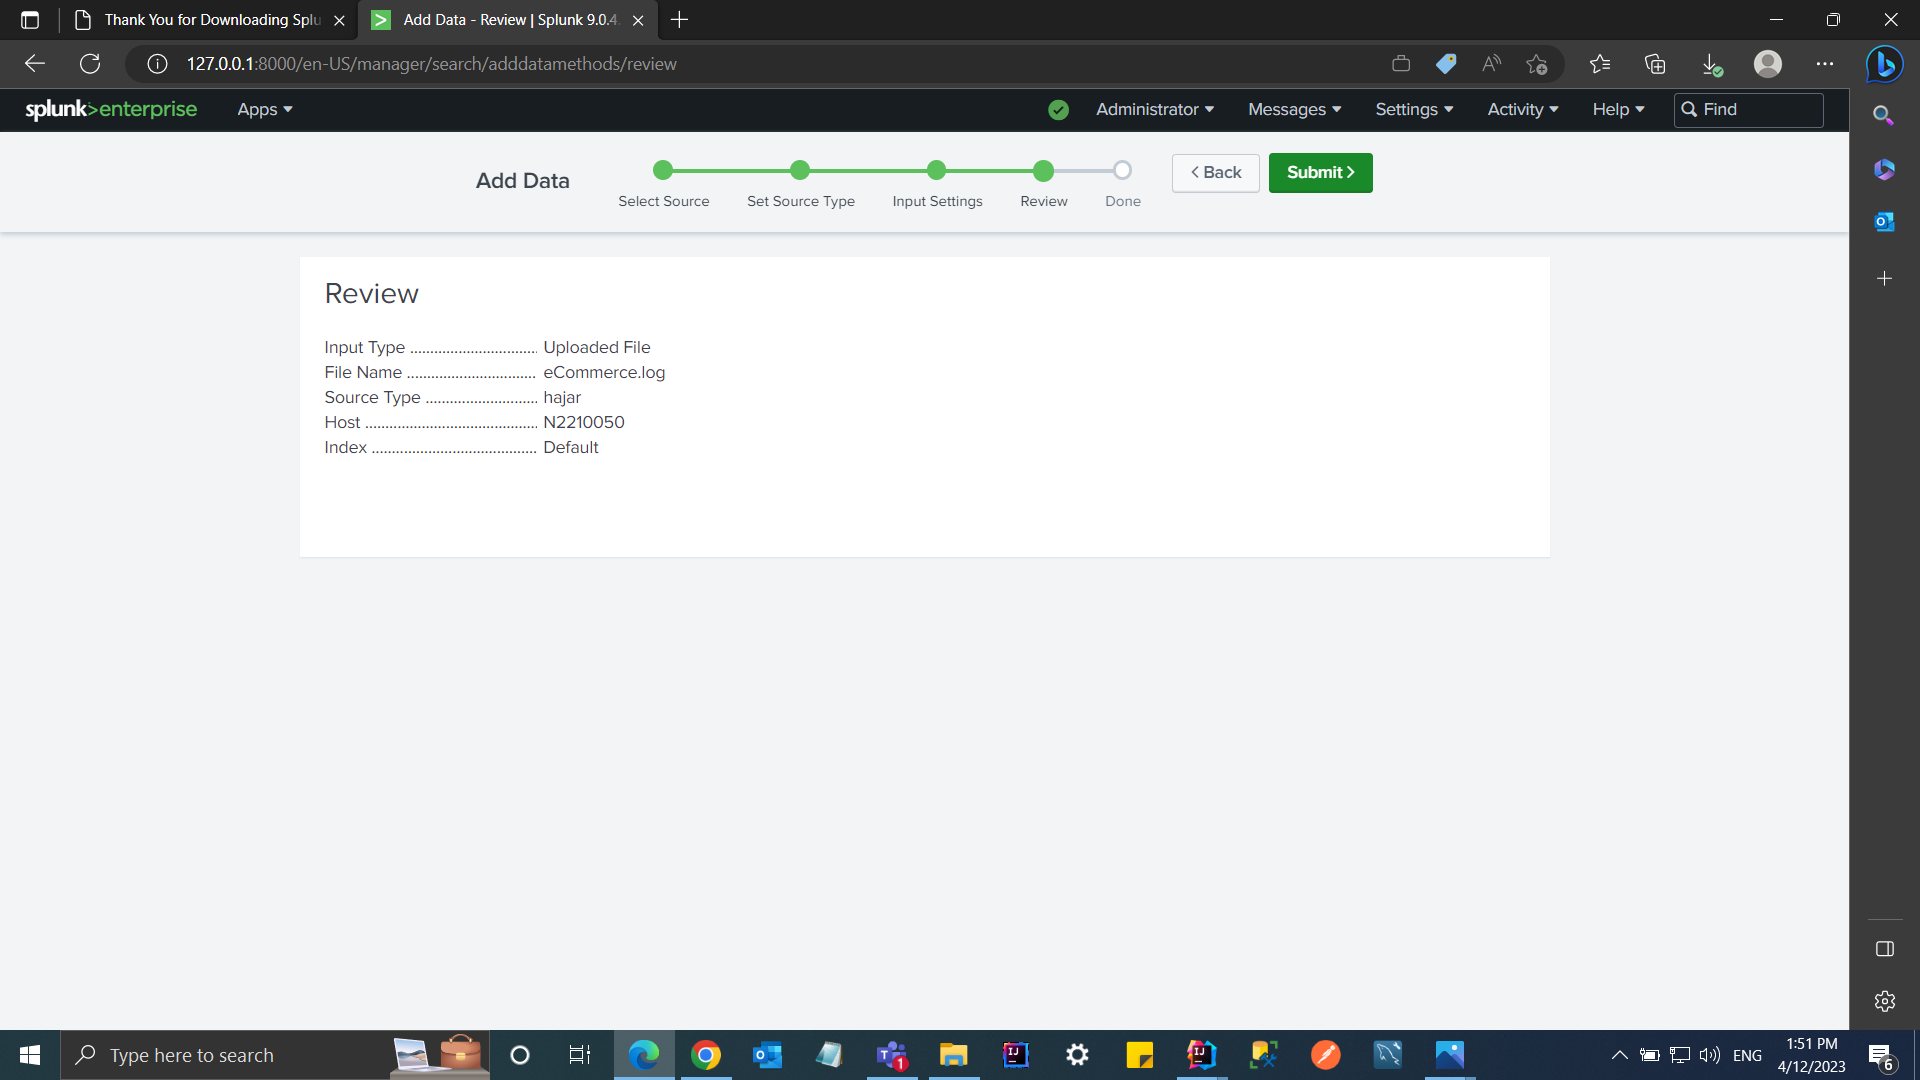 Thank You for Downloading Splu
Add Data - Review | Splunk 9.0.4
127.0.0.1:8000/en-US/manager/search/adddatamethods/review
splunk>enterprise Apps Administrator Messages Settings Activity Help Find
Add Data
Select Source Set Source Type Input Settings Review Done
< Back Submit >
Review
Input Type ............................... Uploaded File
File Name ................................ eCommerce.log
Source Type ............................ hajar
Host ........................................... N2210050
Index ......................................... Default
Type here to search
1
ENG
1:51 PM
4/12/2023
6